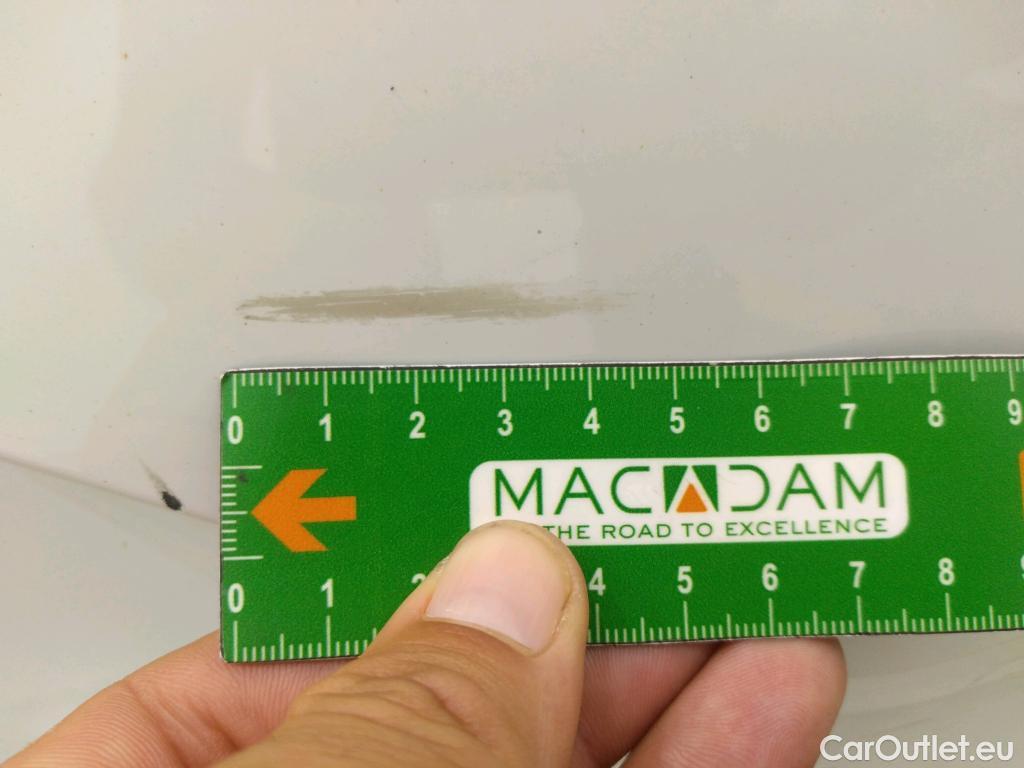 0 1 2 3 4 5 6 7 8 9
MACADAM
THE ROAD TO EXCELLENCE
0 1 2 4 5 6 7 8
CarOutlet.eu